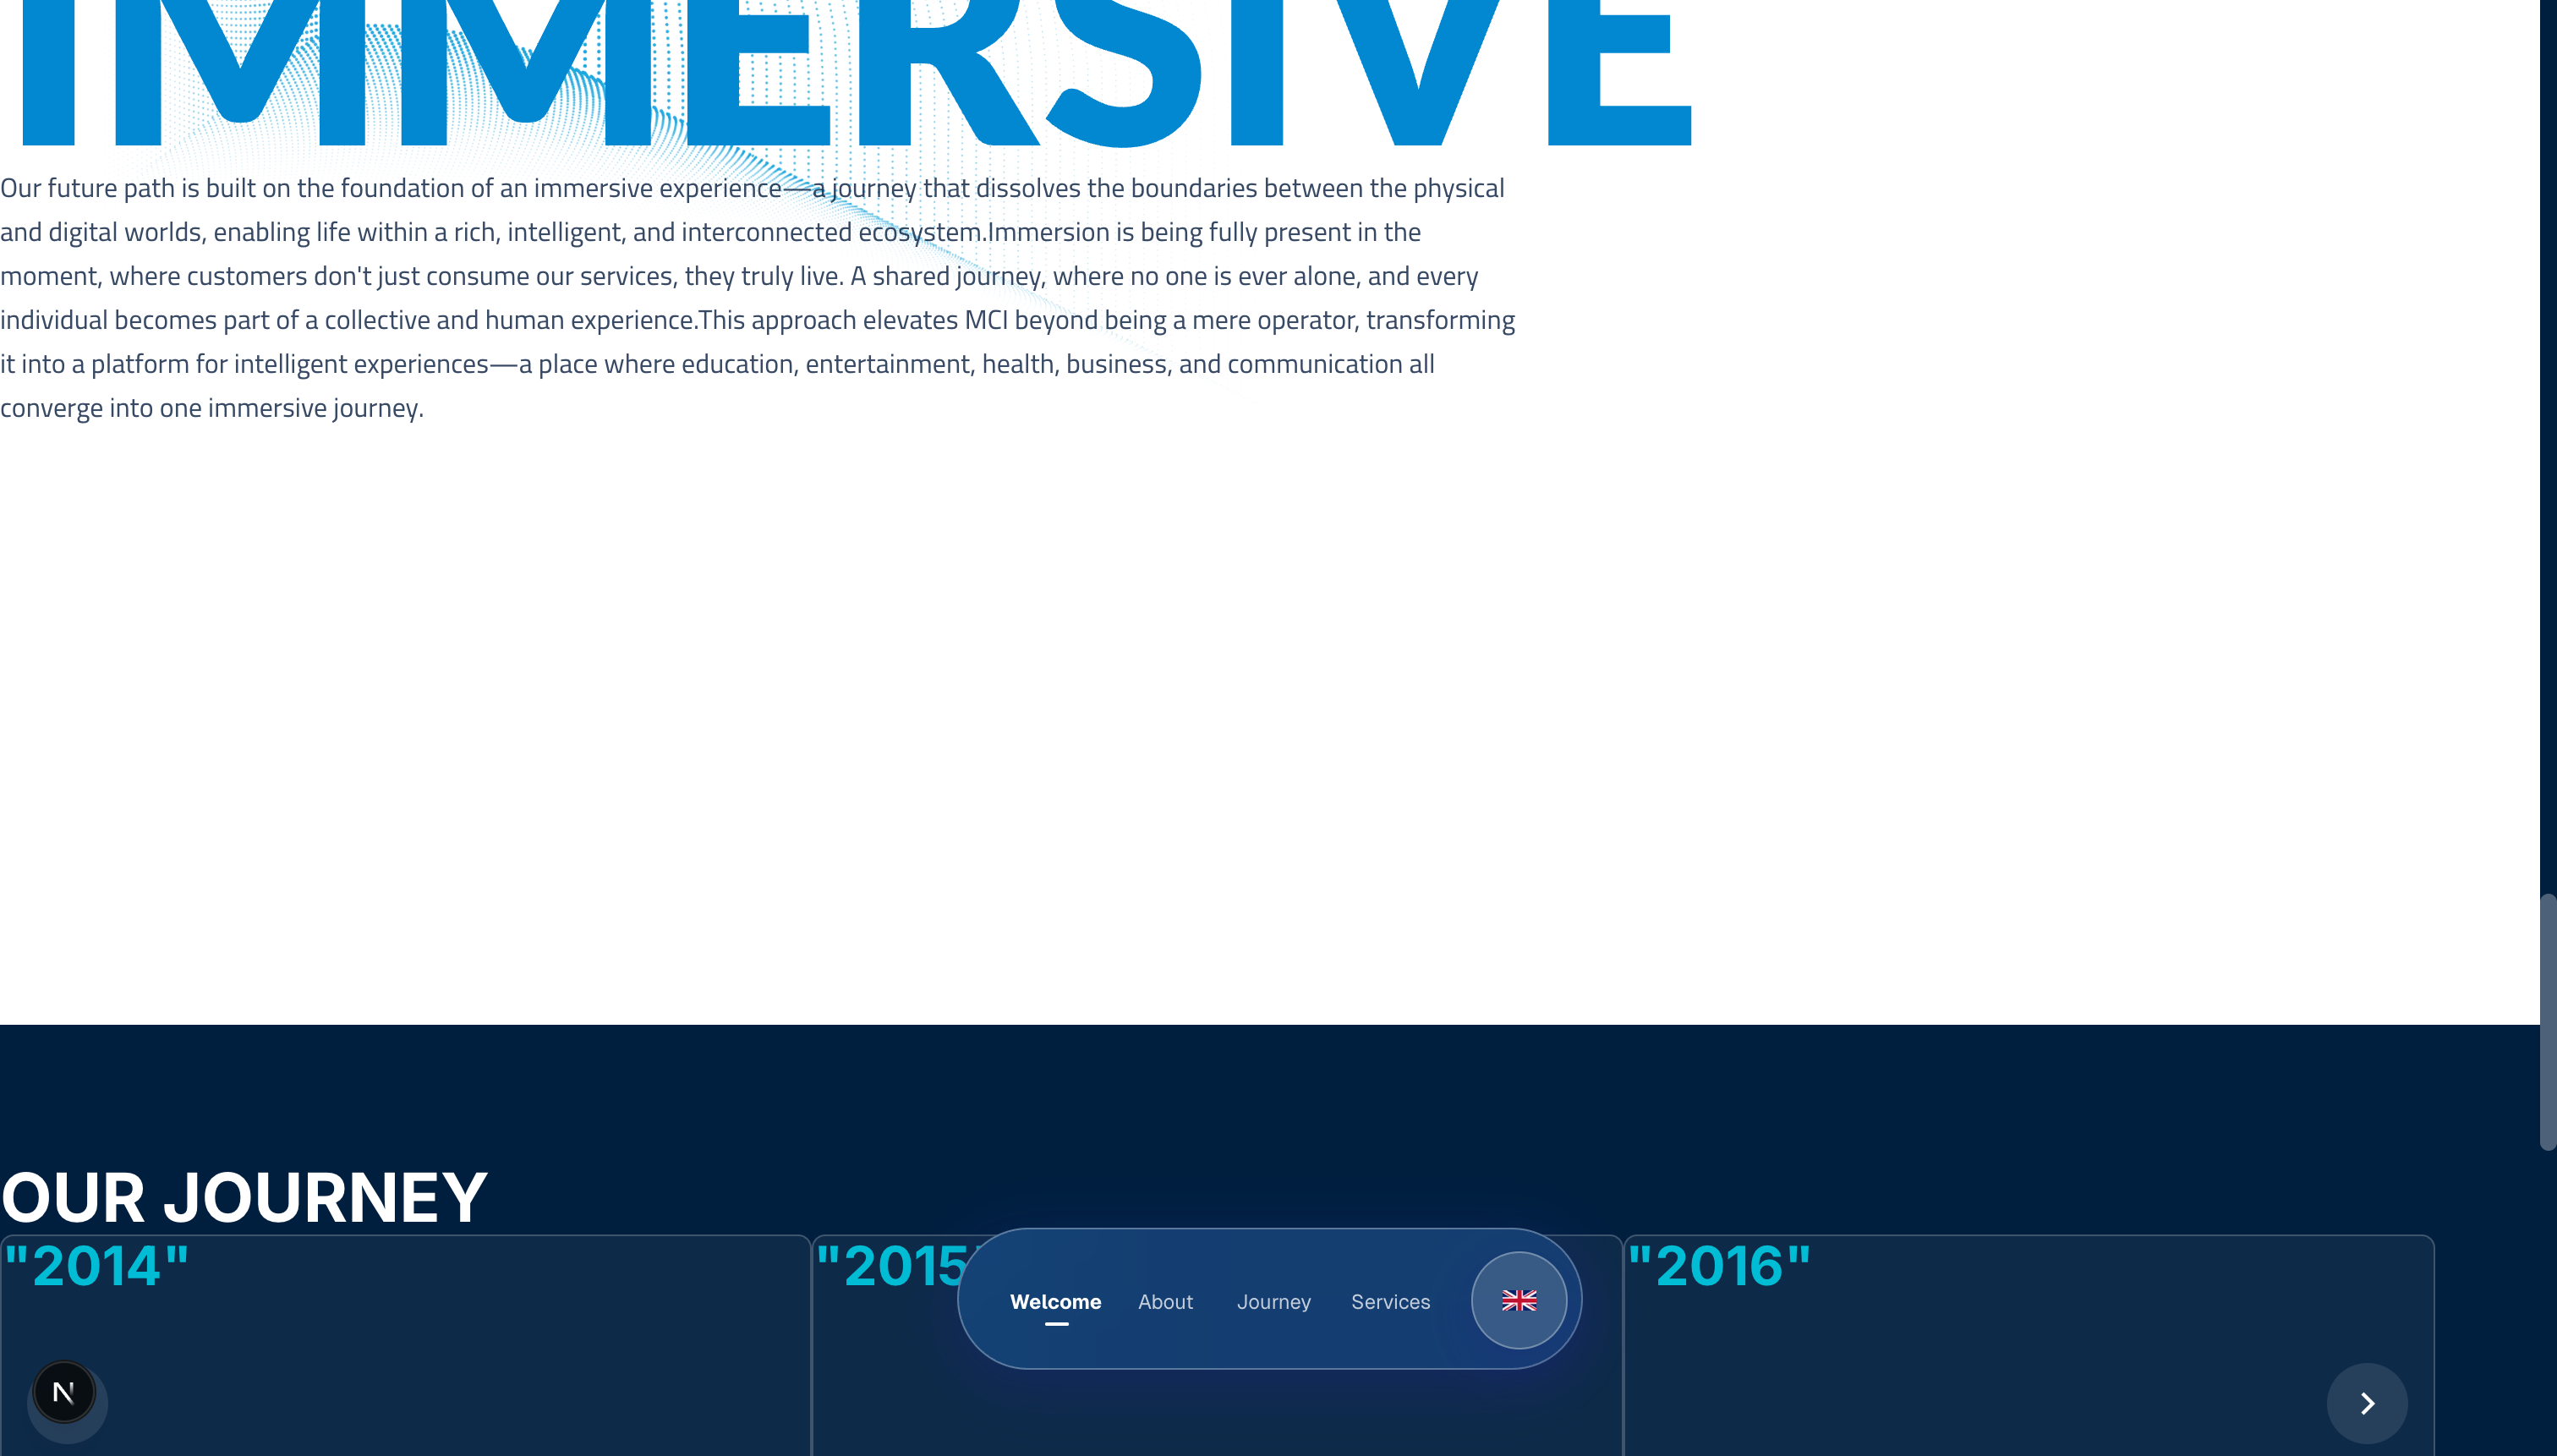 IMMERSIVE
Our future path is built on the foundation of an immersive experience—a journey that dissolves the boundaries between the physical
and digital worlds, enabling life within a rich, intelligent, and interconnected ecosystem.Immersion is being fully present in the
moment, where customers don't just consume our services, they truly live. A shared journey, where no one is ever alone, and every
individual becomes part of a collective and human experience.This approach elevates MCI beyond being a mere operator, transforming
it into a platform for intelligent experiences—a place where education, entertainment, health, business, and communication all
converge into one immersive journey.
OUR JOURNEY
"2014"
"2015"
"2016"
Welcome
About
Journey
Services
N